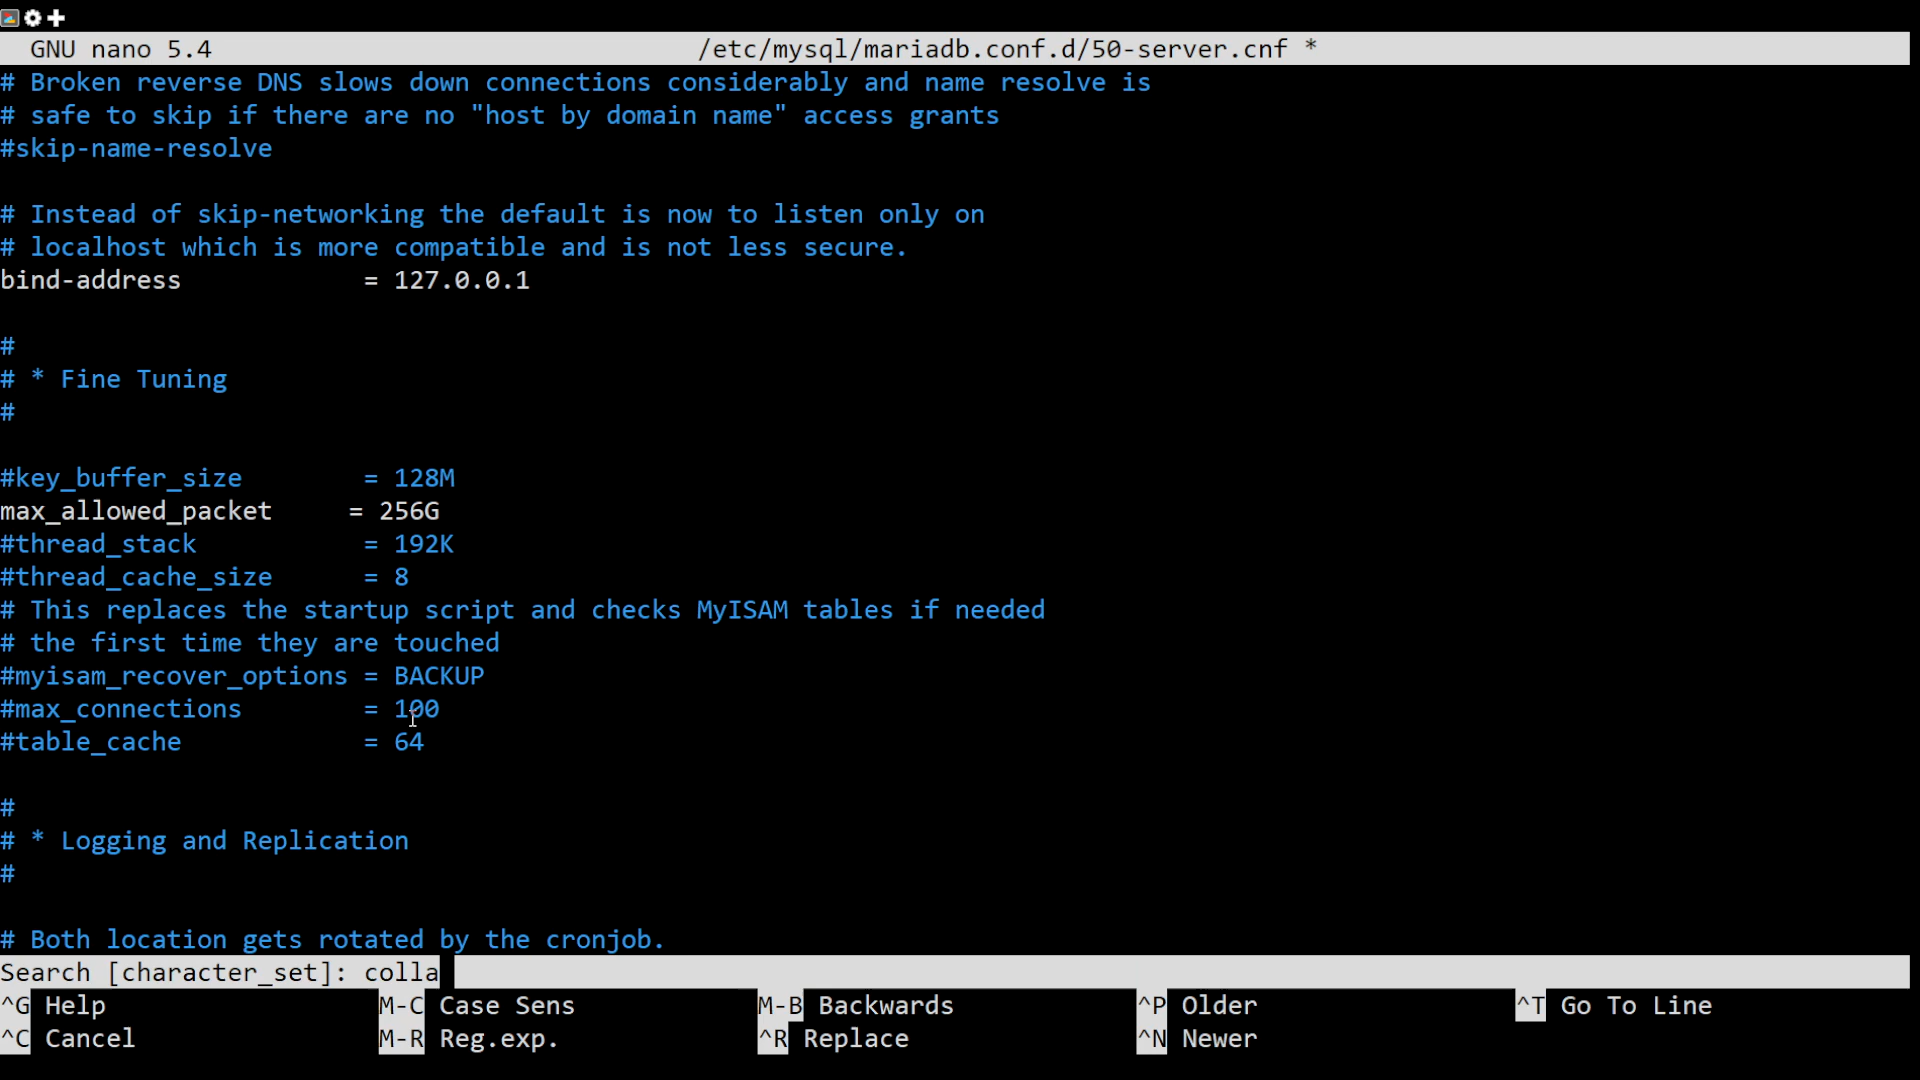 GNU nano 5.4 /etc/mysql/mariadb.conf.d/50-server.cnf *
# Broken reverse DNS slows down connections considerably and name resolve is
# safe to skip if there are no "host by domain name" access grants
#skip-name-resolve
# Instead of skip-networking the default is now to listen only on
# localhost which is more compatible and is not less secure.
bind-address = 127.0.0.1
#
# * Fine Tuning
#
#key_buffer_size = 128M
max_allowed_packet = 256G
#thread_stack = 192K
#thread_cache_size = 8
# This replaces the startup script and checks MyISAM tables if needed
# the first time they are touched
#myisam_recover_options = BACKUP
#max_connections = 100
#table_cache = 64
#
# * Logging and Replication
#
# Both location gets rotated by the cronjob.
Search [character_set]: colla
^G Help M-C Case Sens M-B Backwards ^P Older ^T Go To Line
^C Cancel M-R Reg.exp. ^R Replace ^N Newer